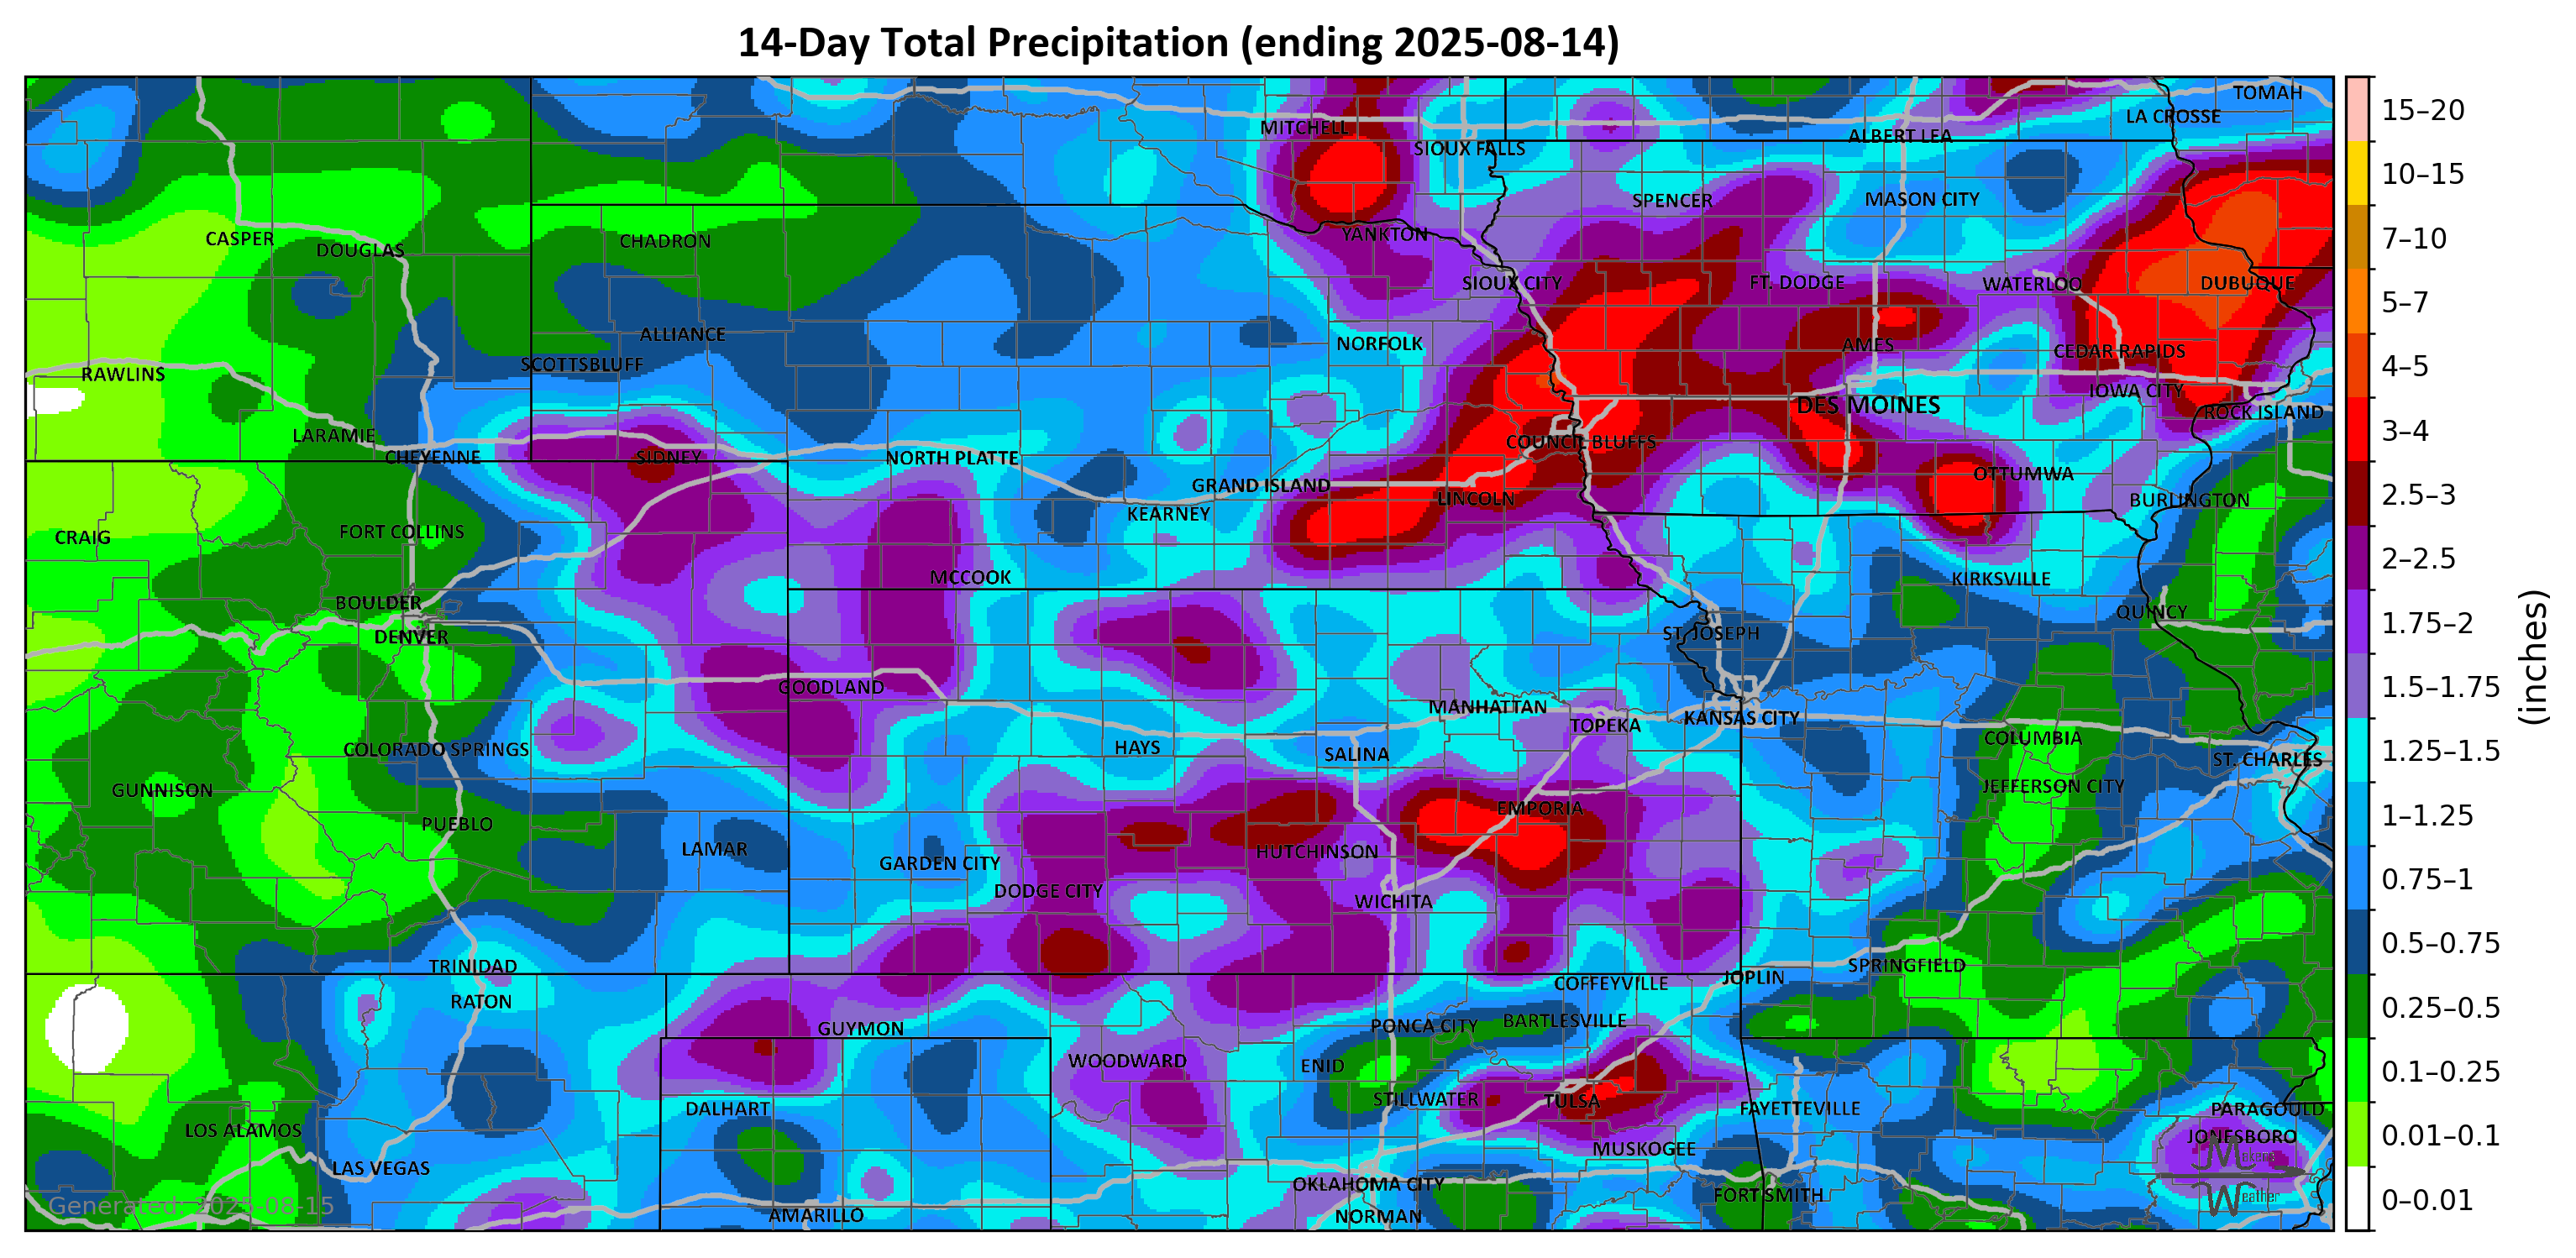 14-Day Total Precipitation (ending 2025-08-14)
TOMAH
LA CROSSE
MITCHELL
ALBERT LEA
SIOUX FALLS
SPENCER
MASON CITY
YANKTON
CASPER
CHADRON
DOUGLAS
SIOUX CITY
FT. DODGE
WATERLOO
DUBUQUE
ALLIANCE
NORFOLK
AMES
CEDAR RAPIDS
SCOTTSBLUFF
RAWLINS
IOWA CITY
DES MOINES
ROCK ISLAND
LARAMIE
COUNCIL BLUFFS
CHEYENNE
SIDNEY
NORTH PLATTE
OTTUMWA
GRAND ISLAND
LINCOLN
BURLINGTON
KEARNEY
FORT COLLINS
CRAIG
MCCOOK
KIRKSVILLE
BOULDER
QUINCY
DENVER
ST. JOSEPH
GOODLAND
MANHATTAN
TOPEKA
KANSAS CITY
COLUMBIA
COLORADO SPRINGS
HAYS
SALINA
ST. CHARLES
GUNNISON
JEFFERSON CITY
EMPORIA
PUEBLO
LAMAR
GARDEN CITY
HUTCHINSON
DODGE CITY
WICHITA
TRINIDAD
SPRINGFIELD
JOPLIN
COFFEYVILLE
RATON
GUYMON
PONCA CITY
BARTLESVILLE
WOODWARD
ENID
DALHART
STILLWATER
TULSA
FAYETTEVILLE
PARAGOULD
LOS ALAMOS
JONESBORO
MUSKOGEE
LAS VEGAS
OKLAHOMA CITY
FORT SMITH
AMARILLO
NORMAN
Generated: 2025-08-15
Makens
Weather
15–20
10–15
7–10
5–7
4–5
3–4
2.5–3
2–2.5
1.75–2
1.5–1.75
1.25–1.5
1–1.25
0.75–1
0.5–0.75
0.25–0.5
0.1–0.25
0.01–0.1
0–0.01
(inches)